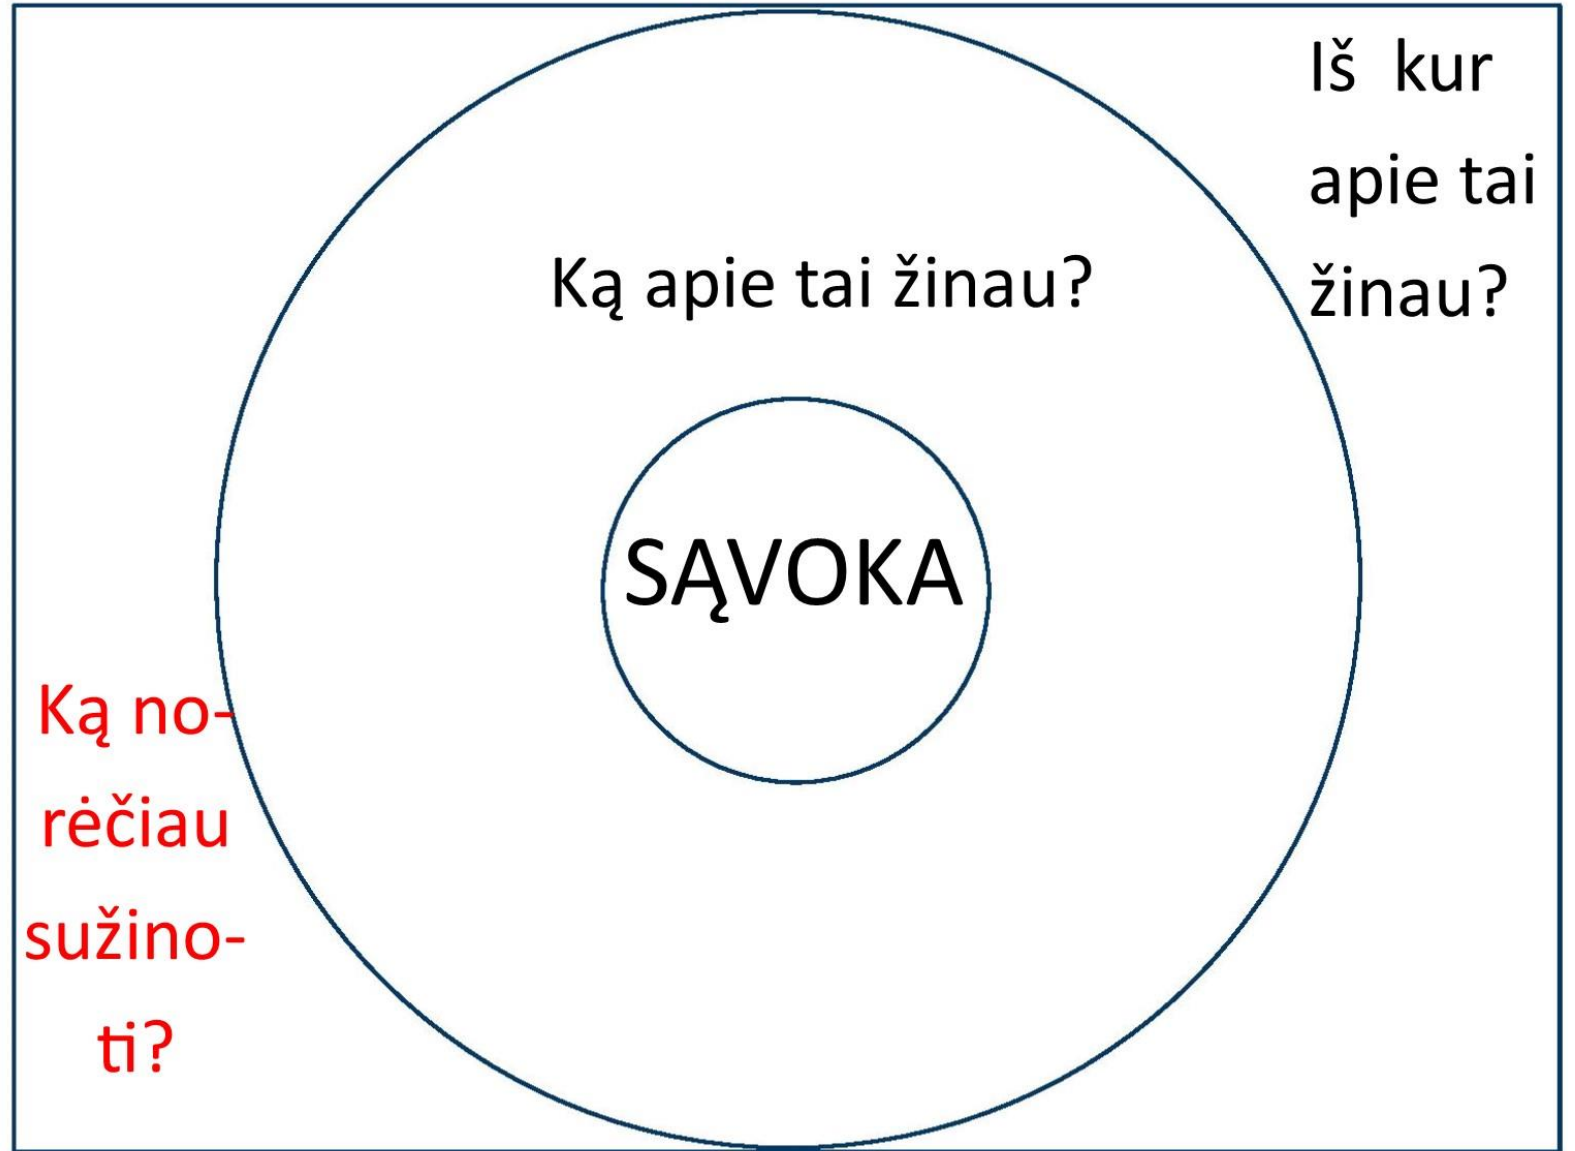 Iš kur
apie tai
žinau?
Ką apie tai žinau?
SĄVOKA
Ką no-
rėčiau
sužino-
ti?